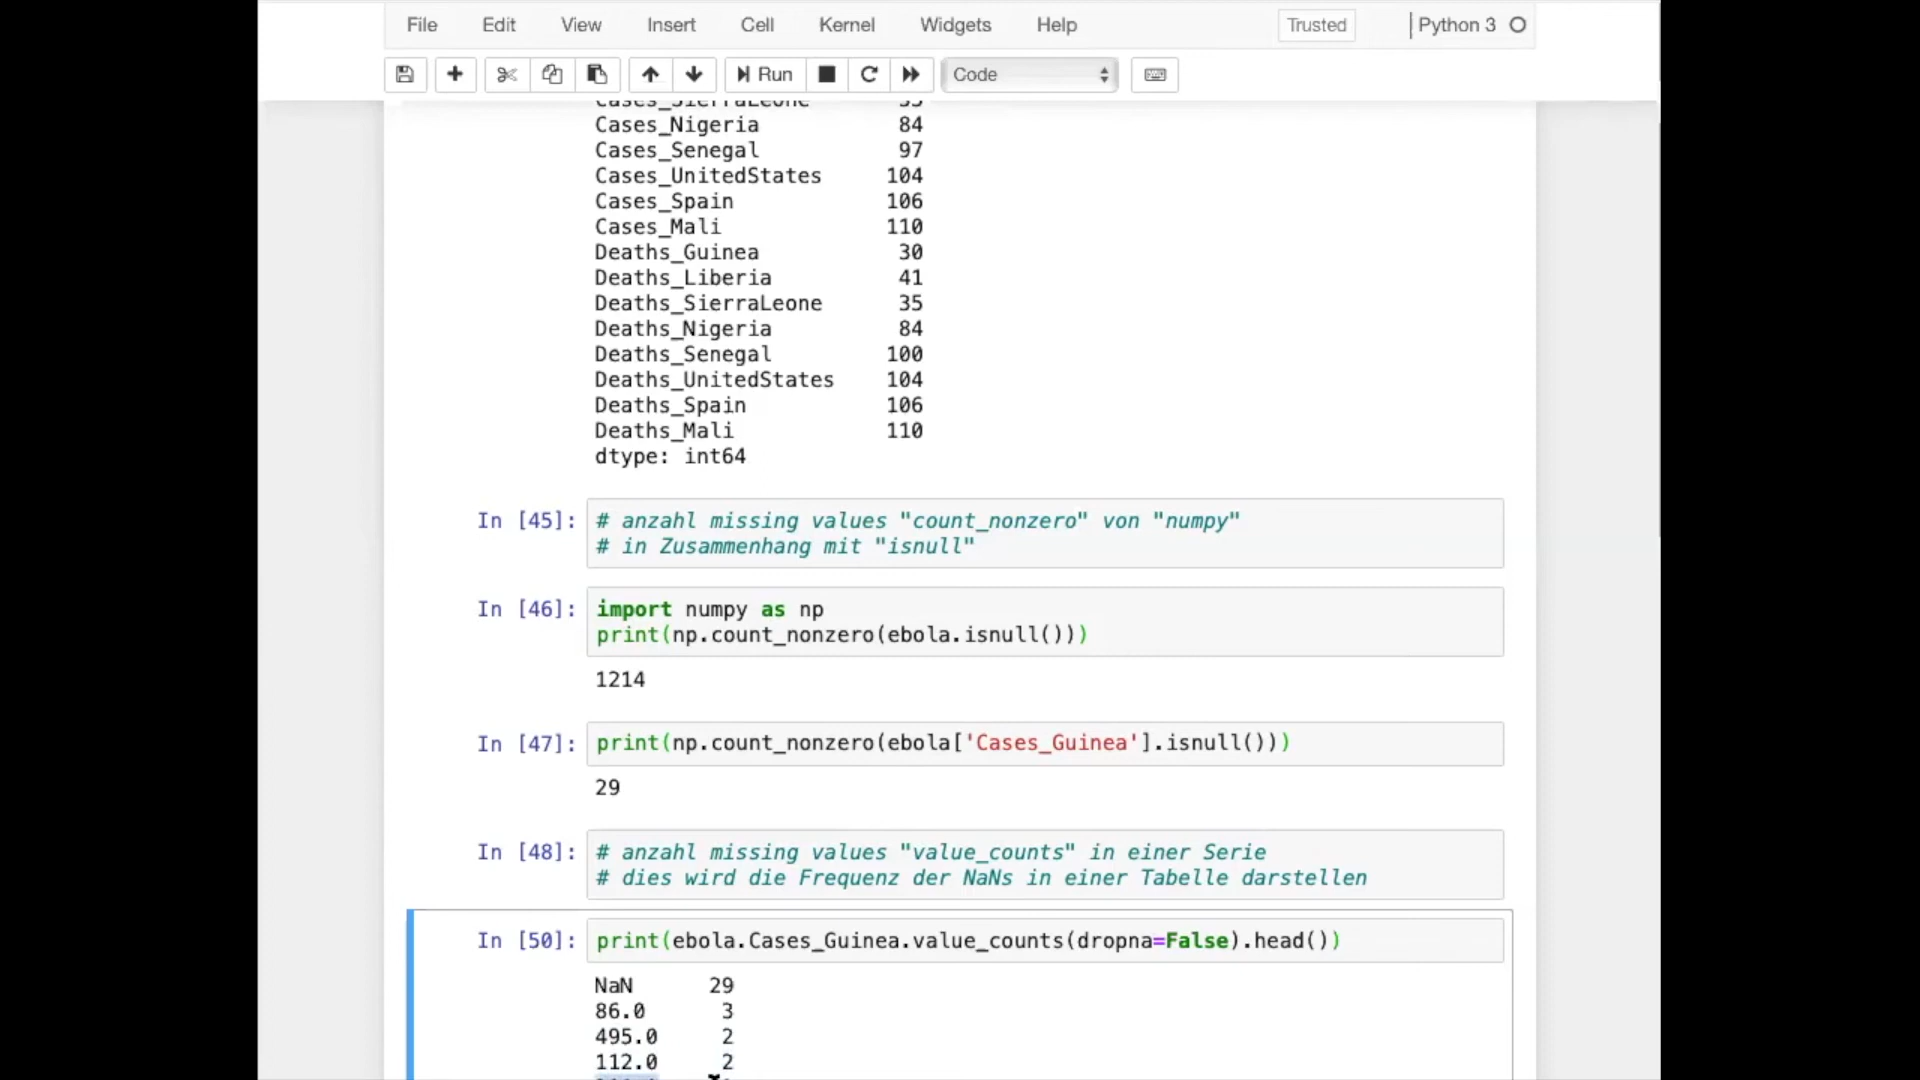 File Edit View Insert Cell Kernel Widgets Help Trusted Python 3
Run Code
Cases_SierraLeone 35
Cases_Nigeria 84
Cases_Senegal 97
Cases_UnitedStates 104
Cases_Spain 106
Cases_Mali 110
Deaths_Guinea 30
Deaths_Liberia 41
Deaths_SierraLeone 35
Deaths_Nigeria 84
Deaths_Senegal 100
Deaths_UnitedStates 104
Deaths_Spain 106
Deaths_Mali 110
dtype: int64
In [45]: # anzahl missing values "count_nonzero" von "numpy"
# in Zusammenhang mit "isnull"
In [46]: import numpy as np
print(np.count_nonzero(ebola.isnull()))
1214
In [47]: print(np.count_nonzero(ebola['Cases_Guinea'].isnull()))
29
In [48]: # anzahl missing values "value_counts" in einer Serie
# dies wird die Frequenz der NaNs in einer Tabelle darstellen
In [50]: print(ebola.Cases_Guinea.value_counts(dropna=False).head())
NaN 29
86.0 3
495.0 2
112.0 2